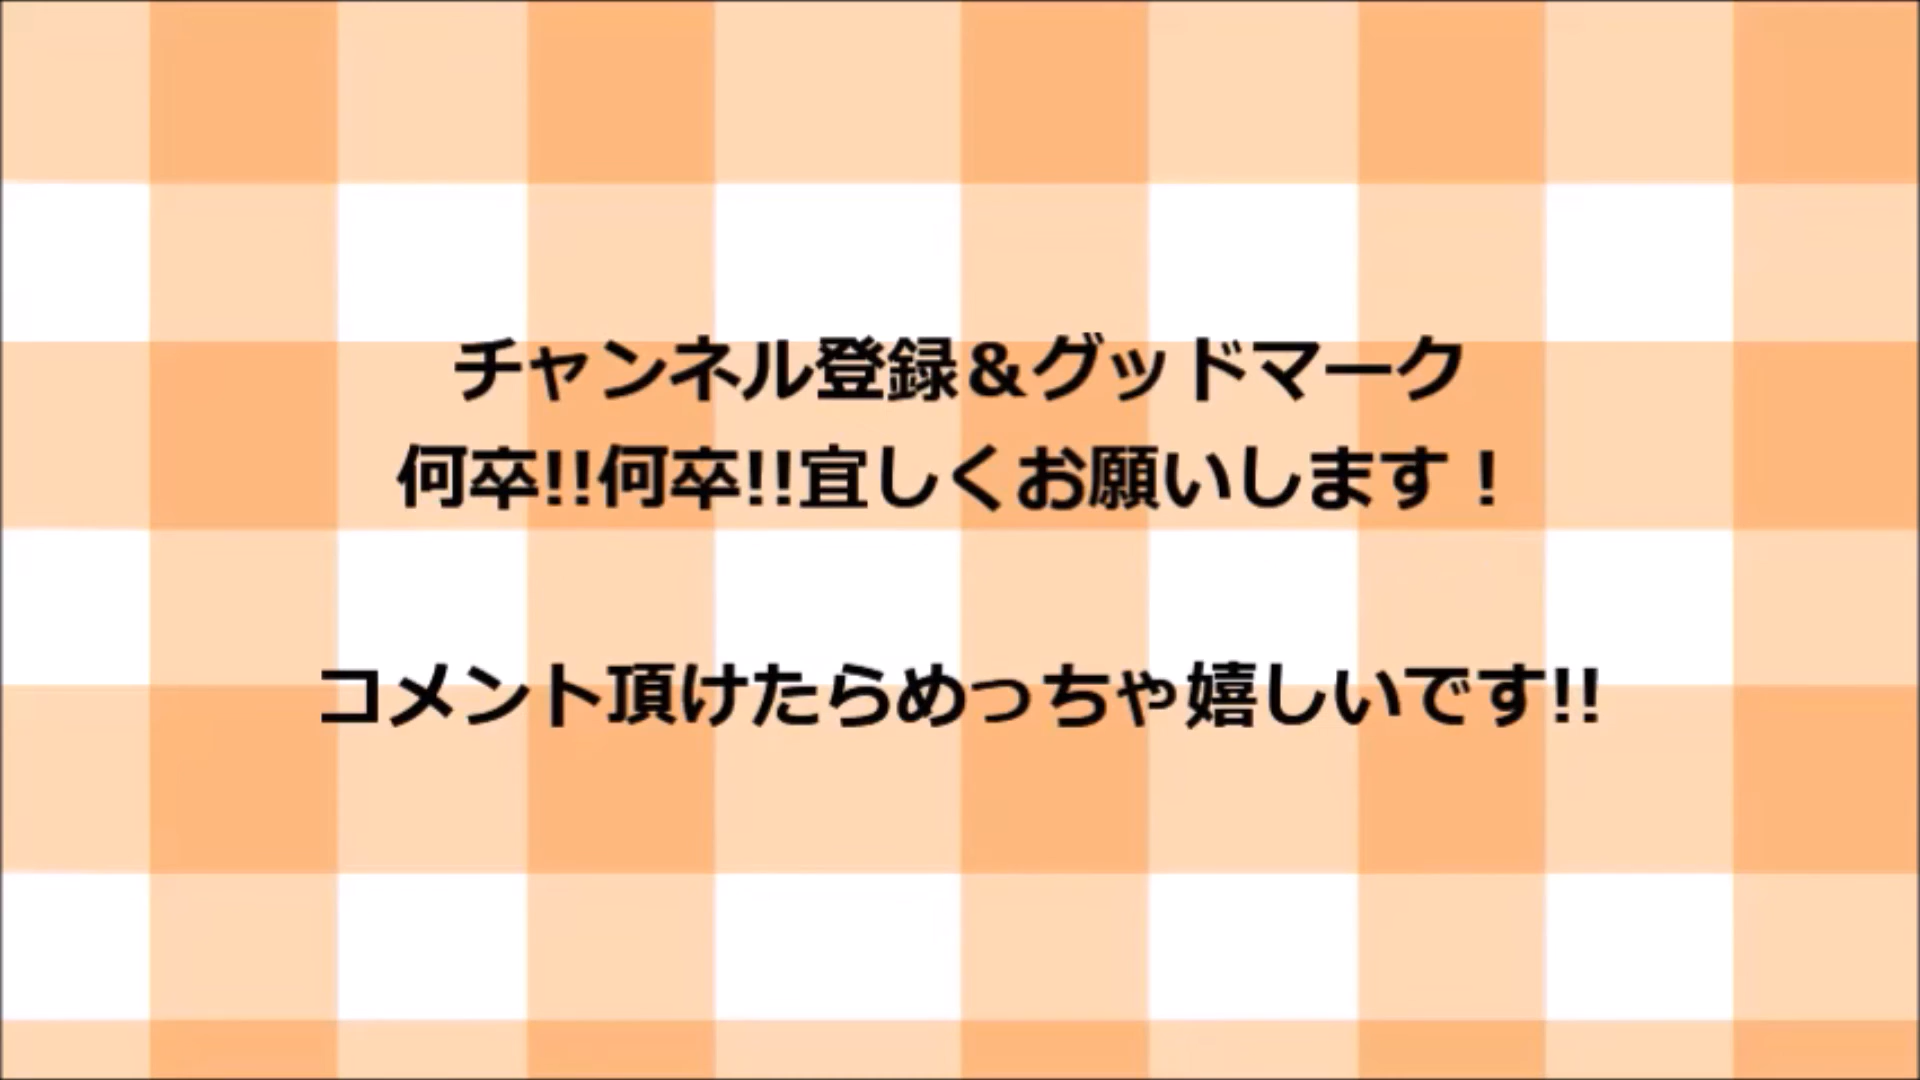 チャンネル登録＆グッドマーク
何卒!!何卒!!宜しくお願いします！
コメント頂けたらめっちゃ嬉しいです!!